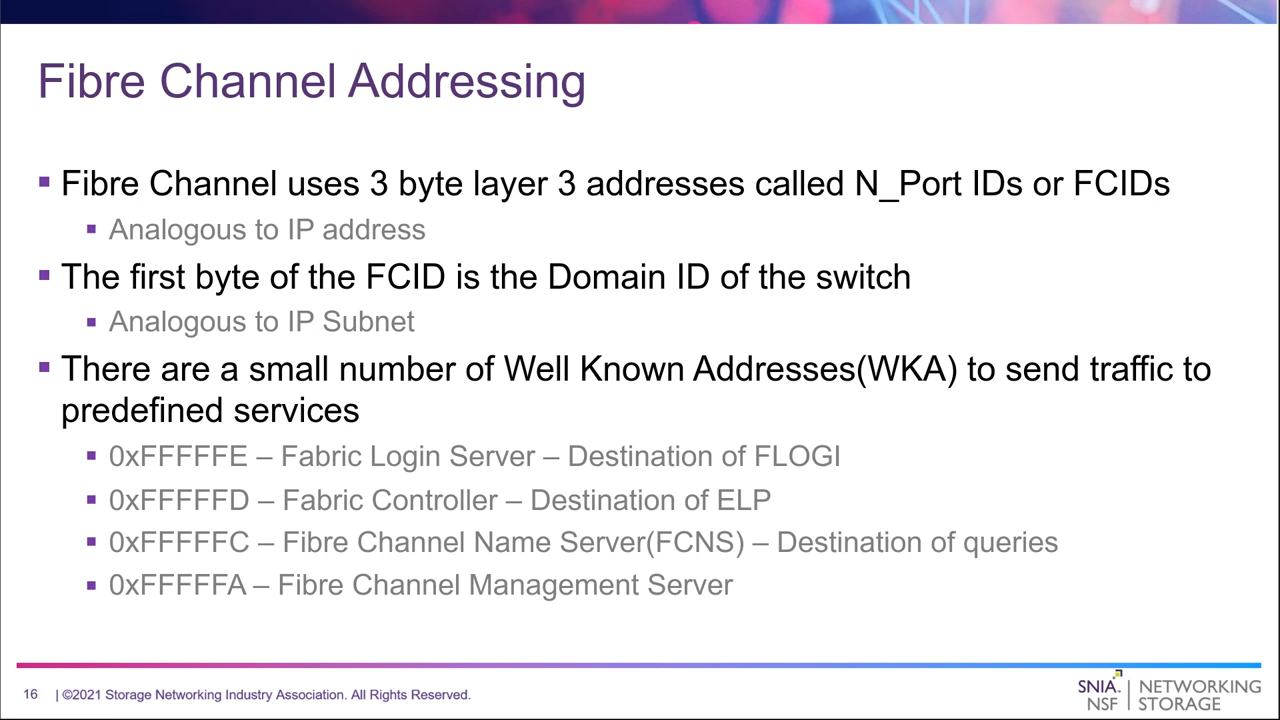 Fibre Channel Addressing
Fibre Channel uses 3 byte layer 3 addresses called N_Port IDs or FCIDs
Analogous to IP address
The first byte of the FCID is the Domain ID of the switch
Analogous to IP Subnet
There are a small number of Well Known Addresses(WKA) to send traffic to
predefined services
0xFFFFFE – Fabric Login Server – Destination of FLOGI
0xFFFFFD – Fabric Controller – Destination of ELP
0xFFFFFC – Fibre Channel Name Server(FCNS) – Destination of queries
0xFFFFFA – Fibre Channel Management Server
16 | ©2021 Storage Networking Industry Association. All Rights Reserved.
SNIA. | NETWORKING
NSF | STORAGE